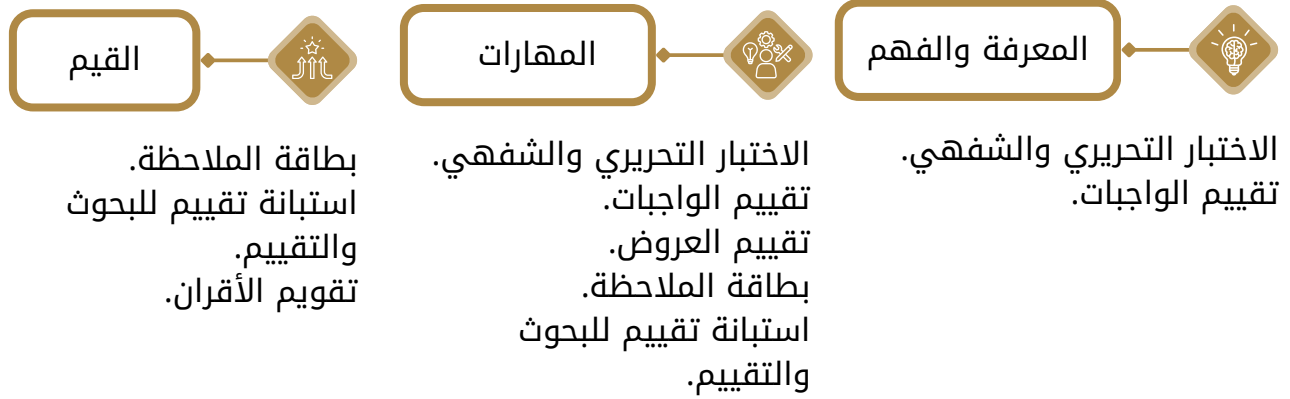 المعرفة والفهم
الاختبار التحريري والشفهي.
تقييم الواجبات.
المهارات
الاختبار التحريري والشفهي.
تقييم الواجبات.
تقييم العروض.
بطاقة الملاحظة.
استبانة تقييم للبحوث
والتقييم.
القيم
بطاقة الملاحظة.
استبانة تقييم للبحوث
والتقييم.
تقويم الأقران.